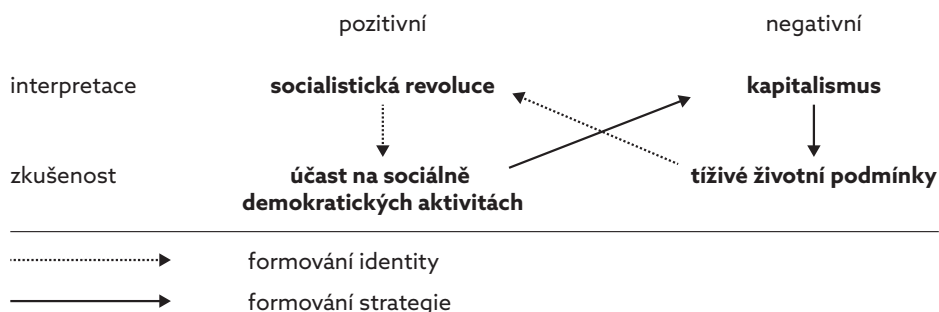 pozitivní negativní
interpretace socialistická revoluce kapitalismus
zkušenost účast na sociálně tíživé životní podmínky
demokratických aktivitách
formování identity
formování strategie